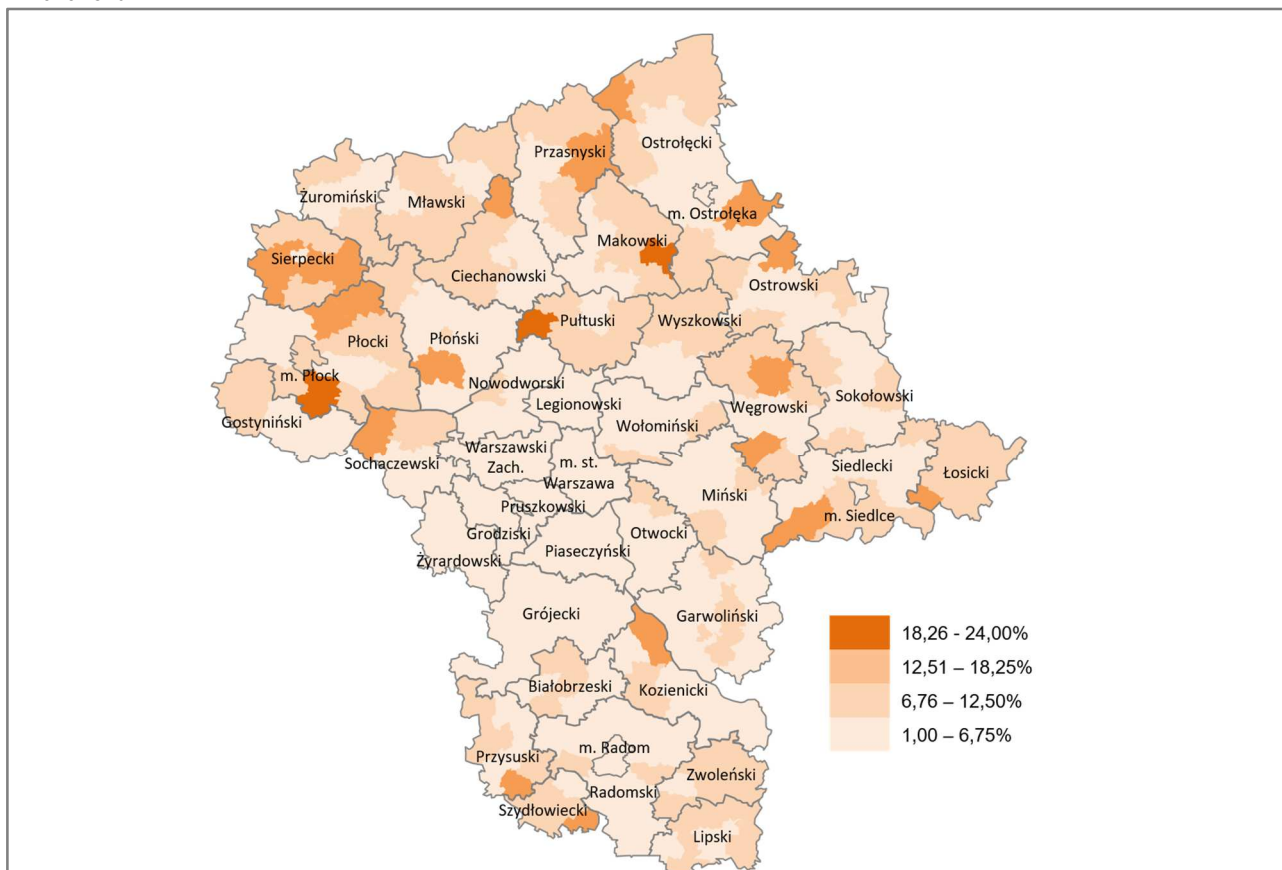 Ostrołęcki
Przasnyski
Żuromiński
Mławski
m. Ostrołęka
Makowski
Sierpecki
Ciechanowski
Ostrowski
Pułtuski
Wyszkowski
Płocki
Płoński
m. Płock
Nowodworski
Sokołowski
Legionowski
Węgrowski
Gostyniński
Wołomiński
Warszawski
Zach.
Sochaczewski
m. st.
Warszawa
Siedlecki
Łosicki
Miński
Pruszkowski
m. Siedlce
Grodziski
Otwocki
Piaseczyński
Żyrardowski
Grójecki
Garwoliński
18,26 - 24,00%
12,51 – 18,25%
Białobrzeski
Kozienicki
6,76 – 12,50%
1,00 – 6,75%
m. Radom
Przysuski
Zwoleński
Radomski
Szydłowiecki
Lipski